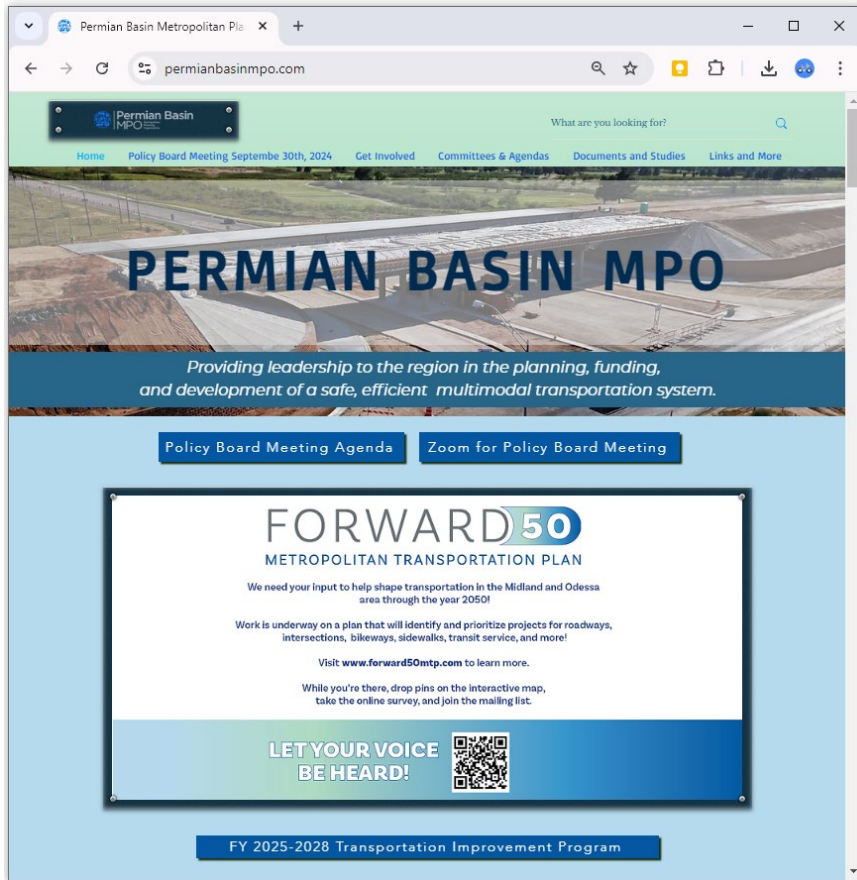 Permian Basin Metropolitan Pla
permianbasinmpo.com
Permian Basin
MPO
What are you looking for?
Home Policy Board Meeting Septembe 30th, 2024 Get Involved Committees & Agendas Documents and Studies Links and More
PERMIAN BASIN MPO
Providing leadership to the region in the planning, funding,
and development of a safe, efficient multimodal transportation system.
Policy Board Meeting Agenda Zoom for Policy Board Meeting
FORWARD 50
METROPOLITAN TRANSPORTATION PLAN
We need your input to help shape transportation in the Midland and Odessa
area through the year 2050!
Work is underway on a plan that will identify and prioritize projects for roadways,
intersections, bikeways, sidewalks, transit service, and more!
Visit www.forward50mtp.com to learn more.
While you're there, drop pins on the interactive map,
take the online survey, and join the mailing list.
LET YOUR VOICE
BE HEARD!
FY 2025-2028 Transportation Improvement Program